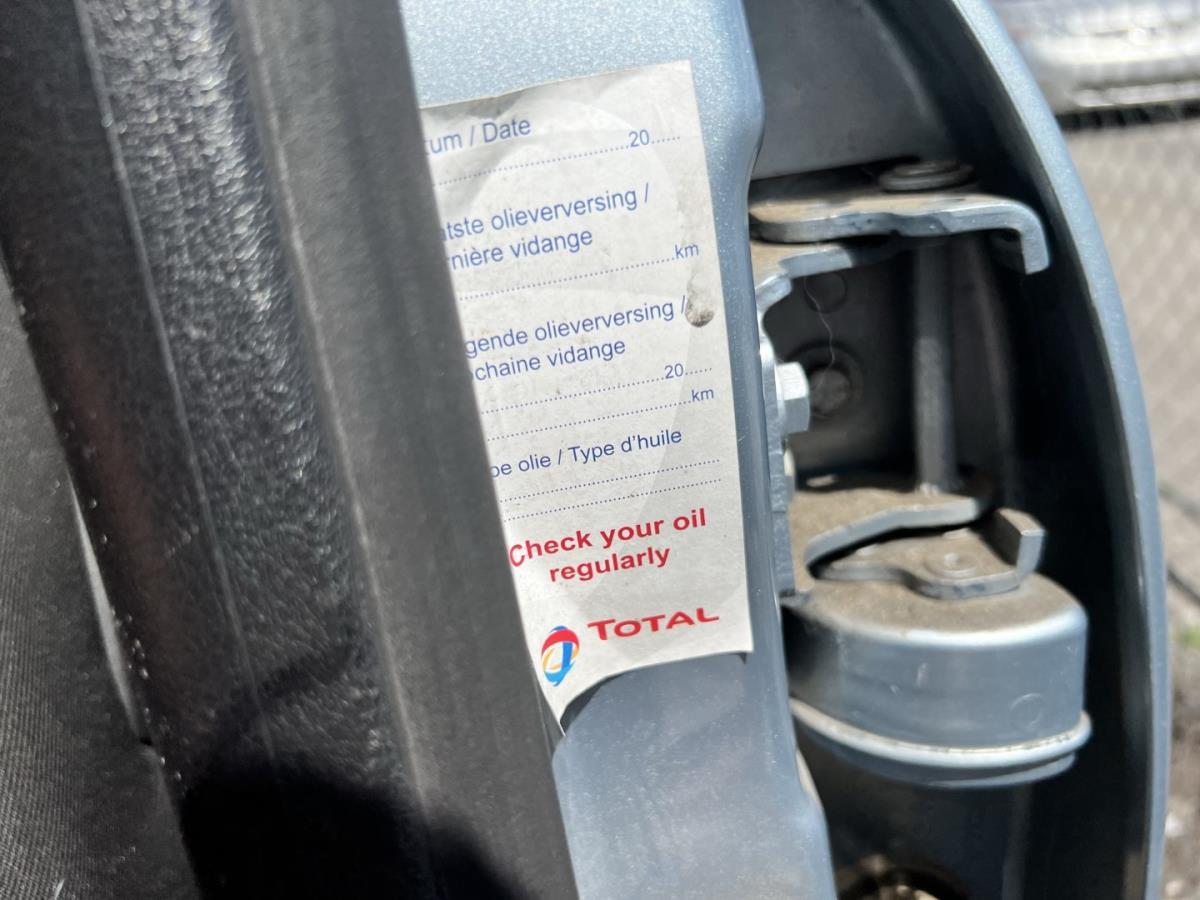 tum / Date
..............................20......
tste olieverversing /
nière vidange
..............................km
gende olieverversing /
chaine vidange
..............................20......
..............................km
pe olie / Type d'huile
....................................
....................................
Check your oil
regularly
TOTAL